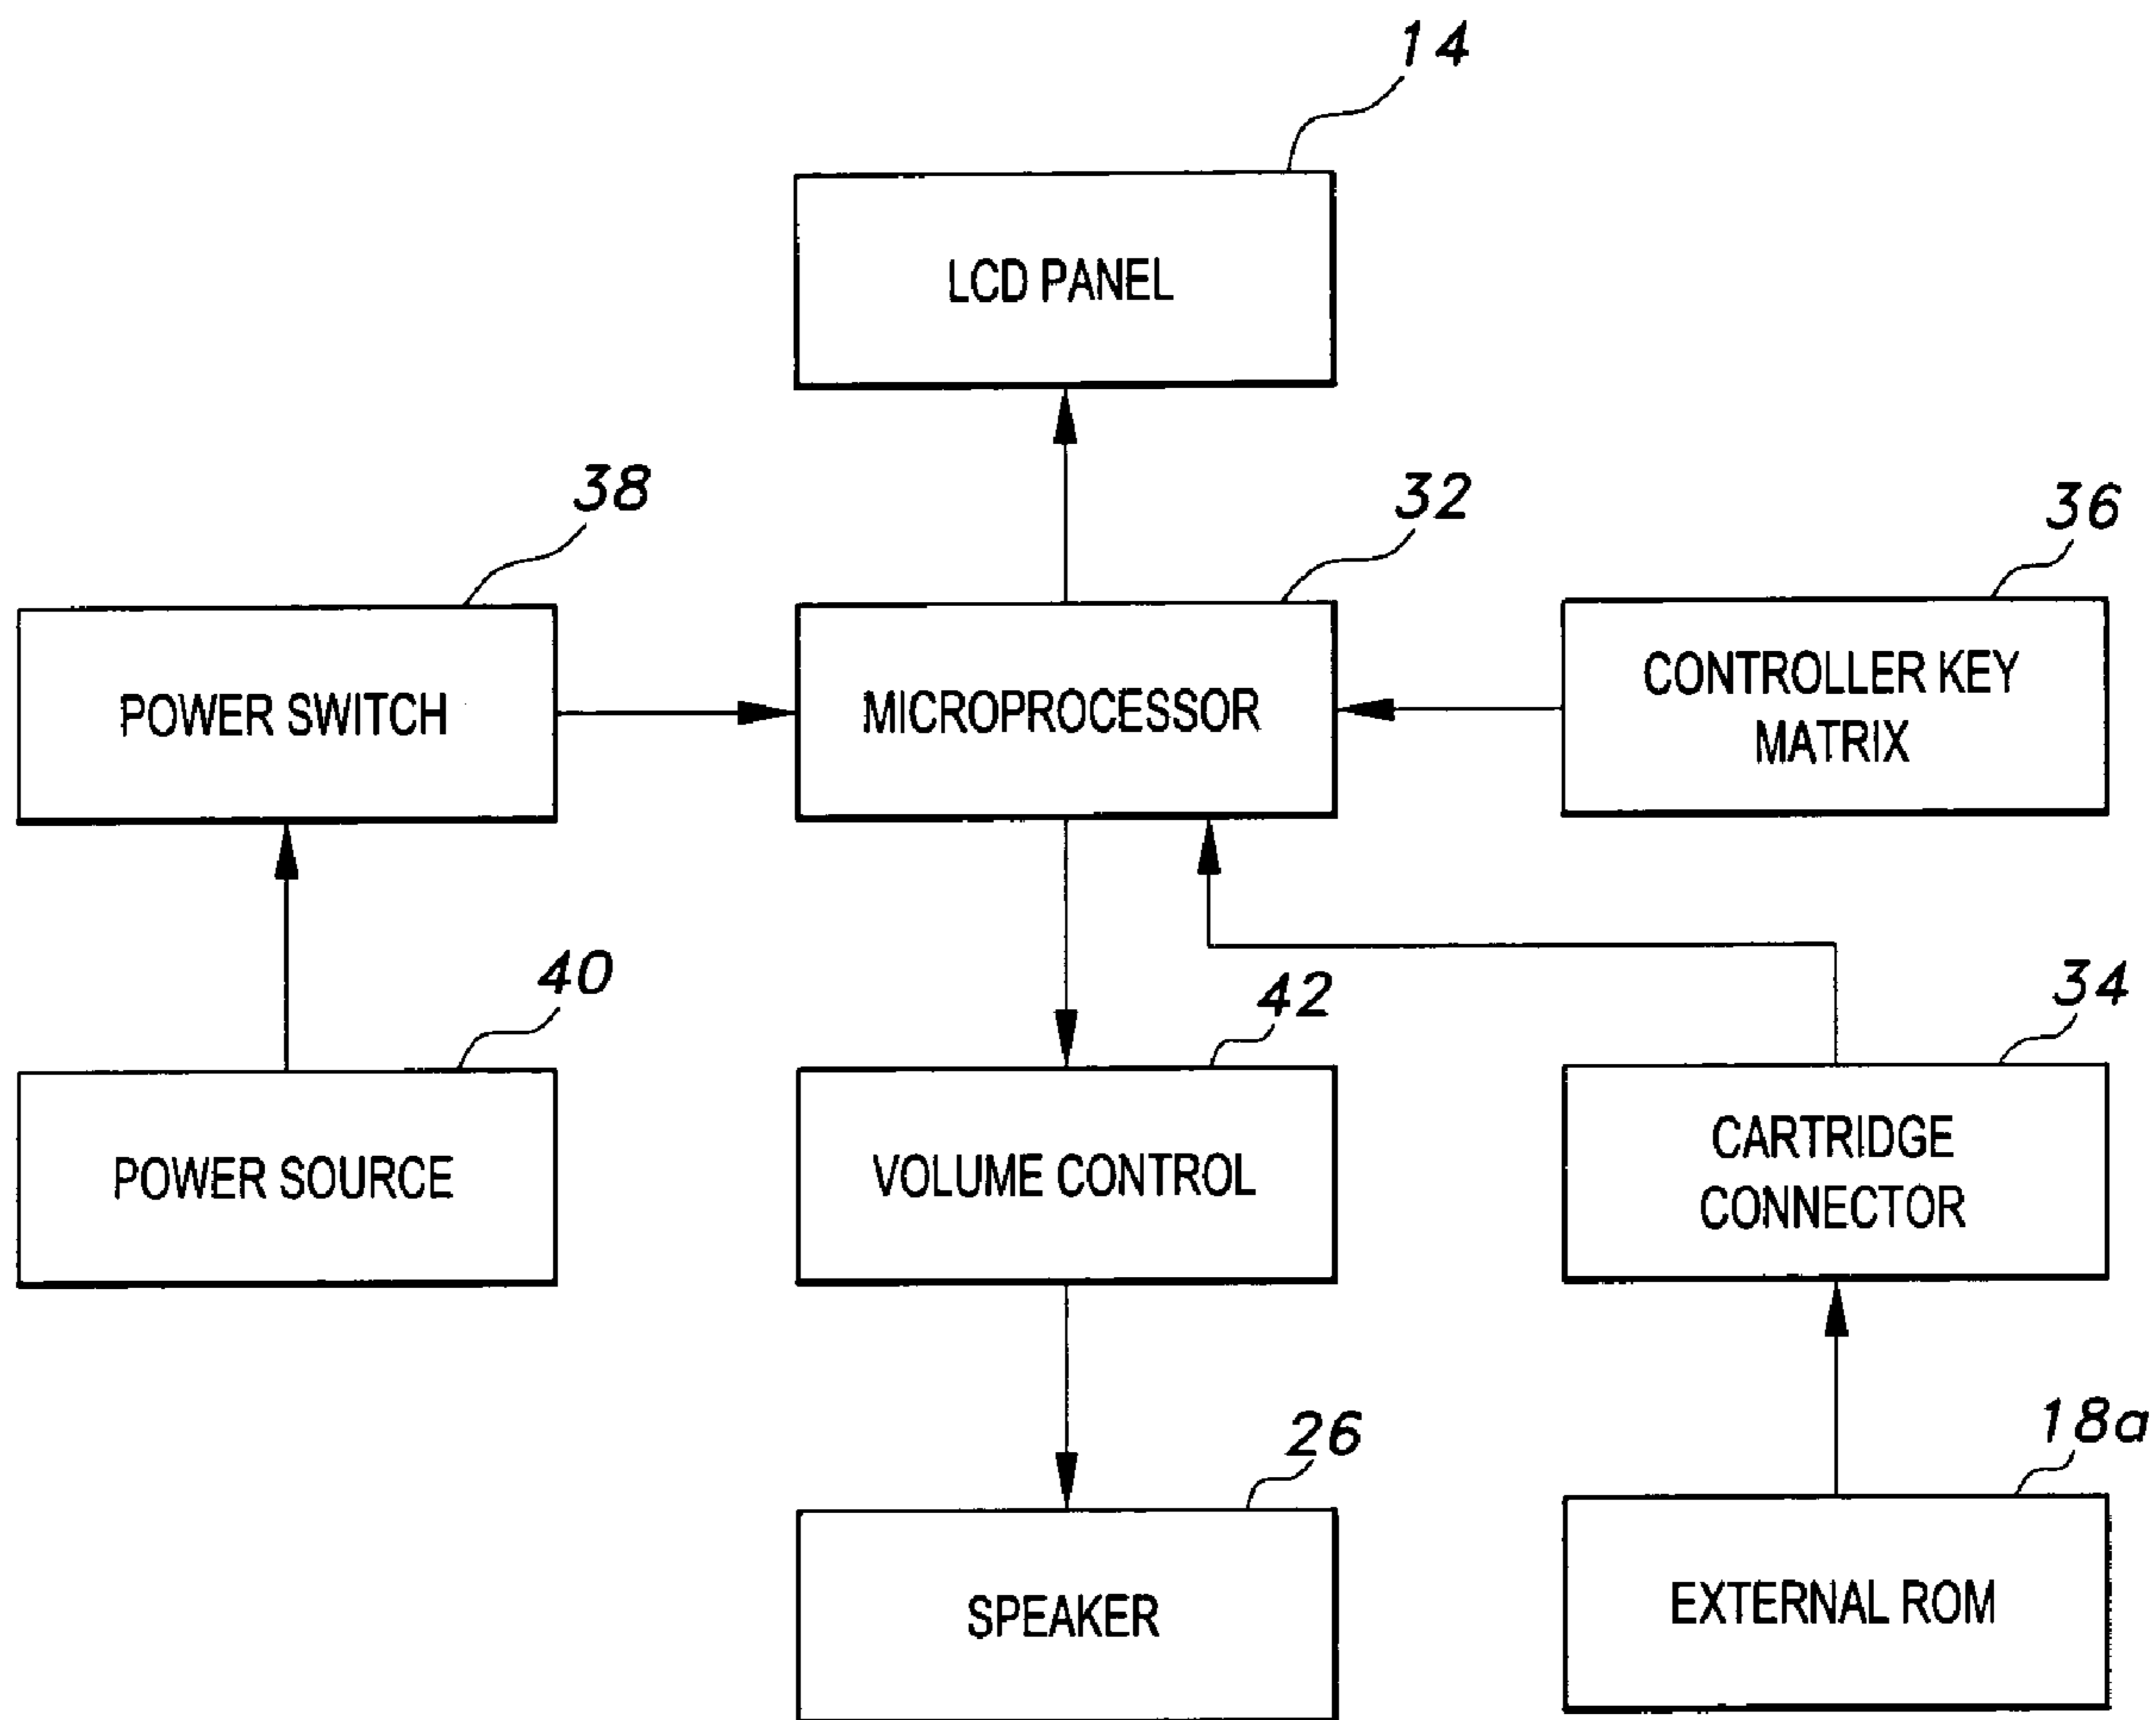 14
LCD PANEL
38
32
36
POWER SWITCH
MICROPROCESSOR
CONTROLLER KEY
MATRIX
40
42
34
POWER SOURCE
VOLUME CONTROL
CARTRIDGE
CONNECTOR
26
18a
SPEAKER
EXTERNAL ROM